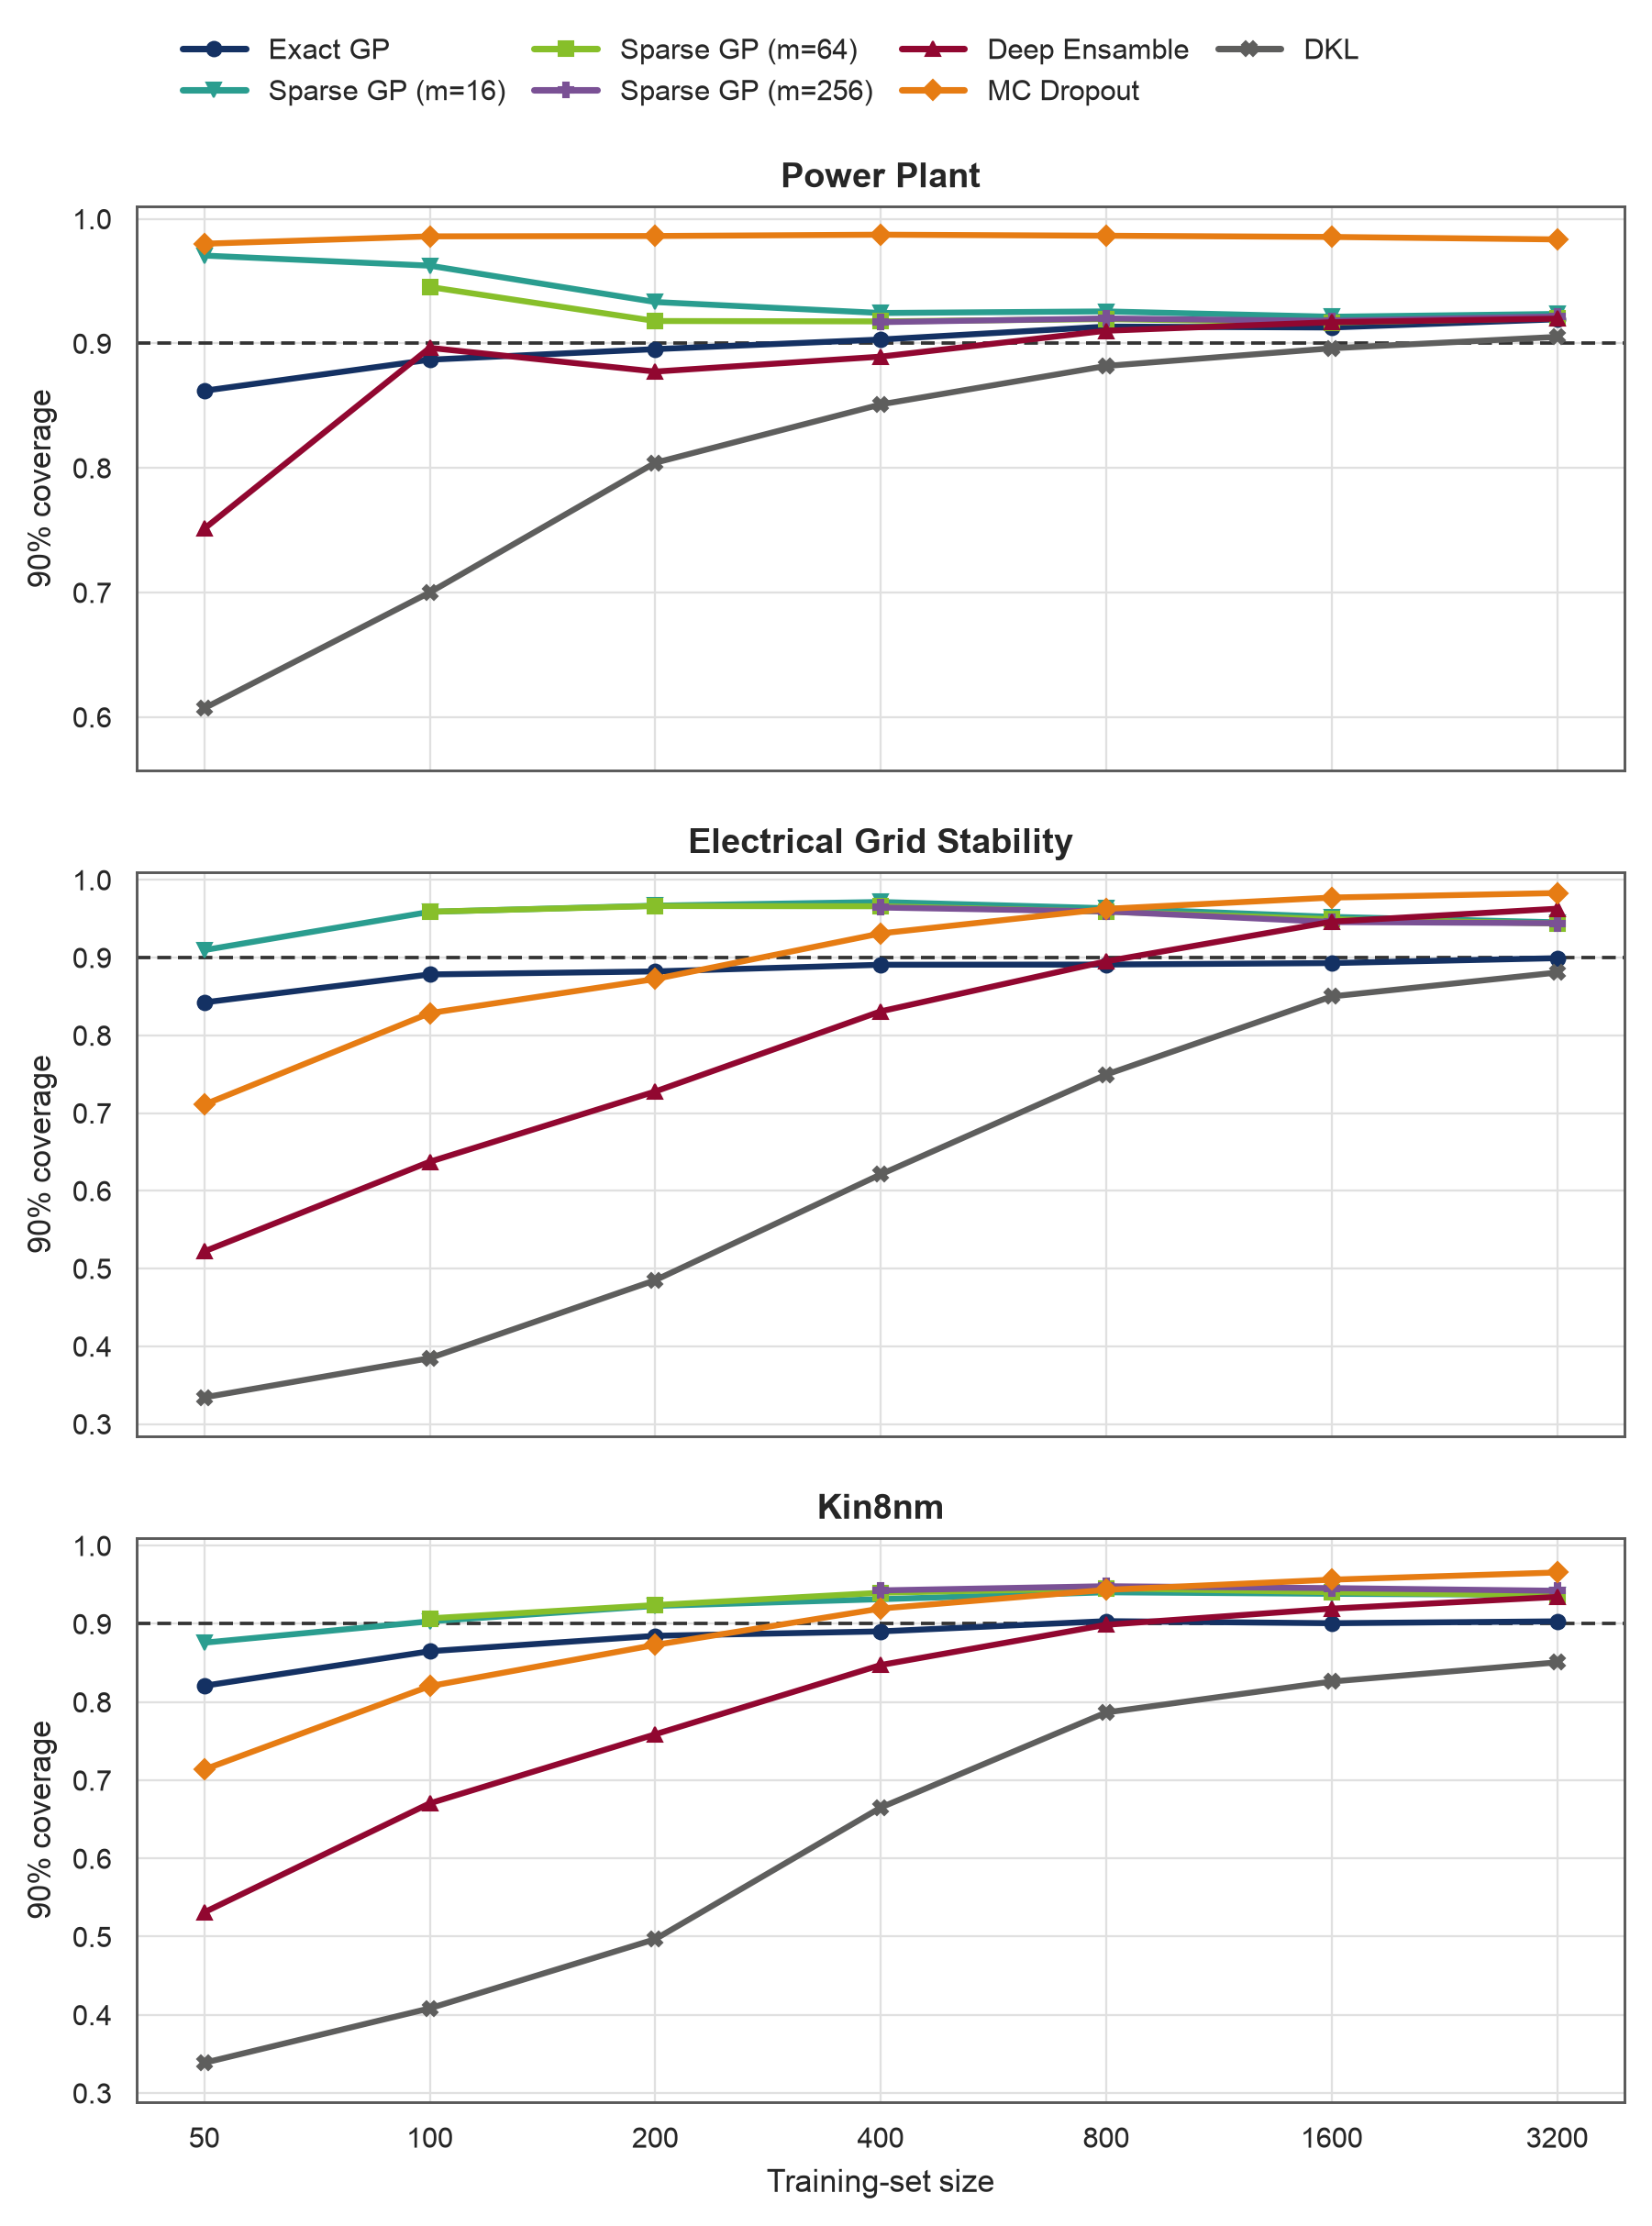 Exact GP Sparse GP (m=64) Deep Ensamble DKL
Sparse GP (m=16) Sparse GP (m=256) MC Dropout
Power Plant
1.0
0.9
0.8
0.7
0.6
90% coverage
Electrical Grid Stability
1.0
0.9
0.8
0.7
0.6
0.5
0.4
0.3
90% coverage
Kin8nm
1.0
0.9
0.8
0.7
0.6
0.5
0.4
0.3
90% coverage
50 100 200 400 800 1600 3200
Training-set size